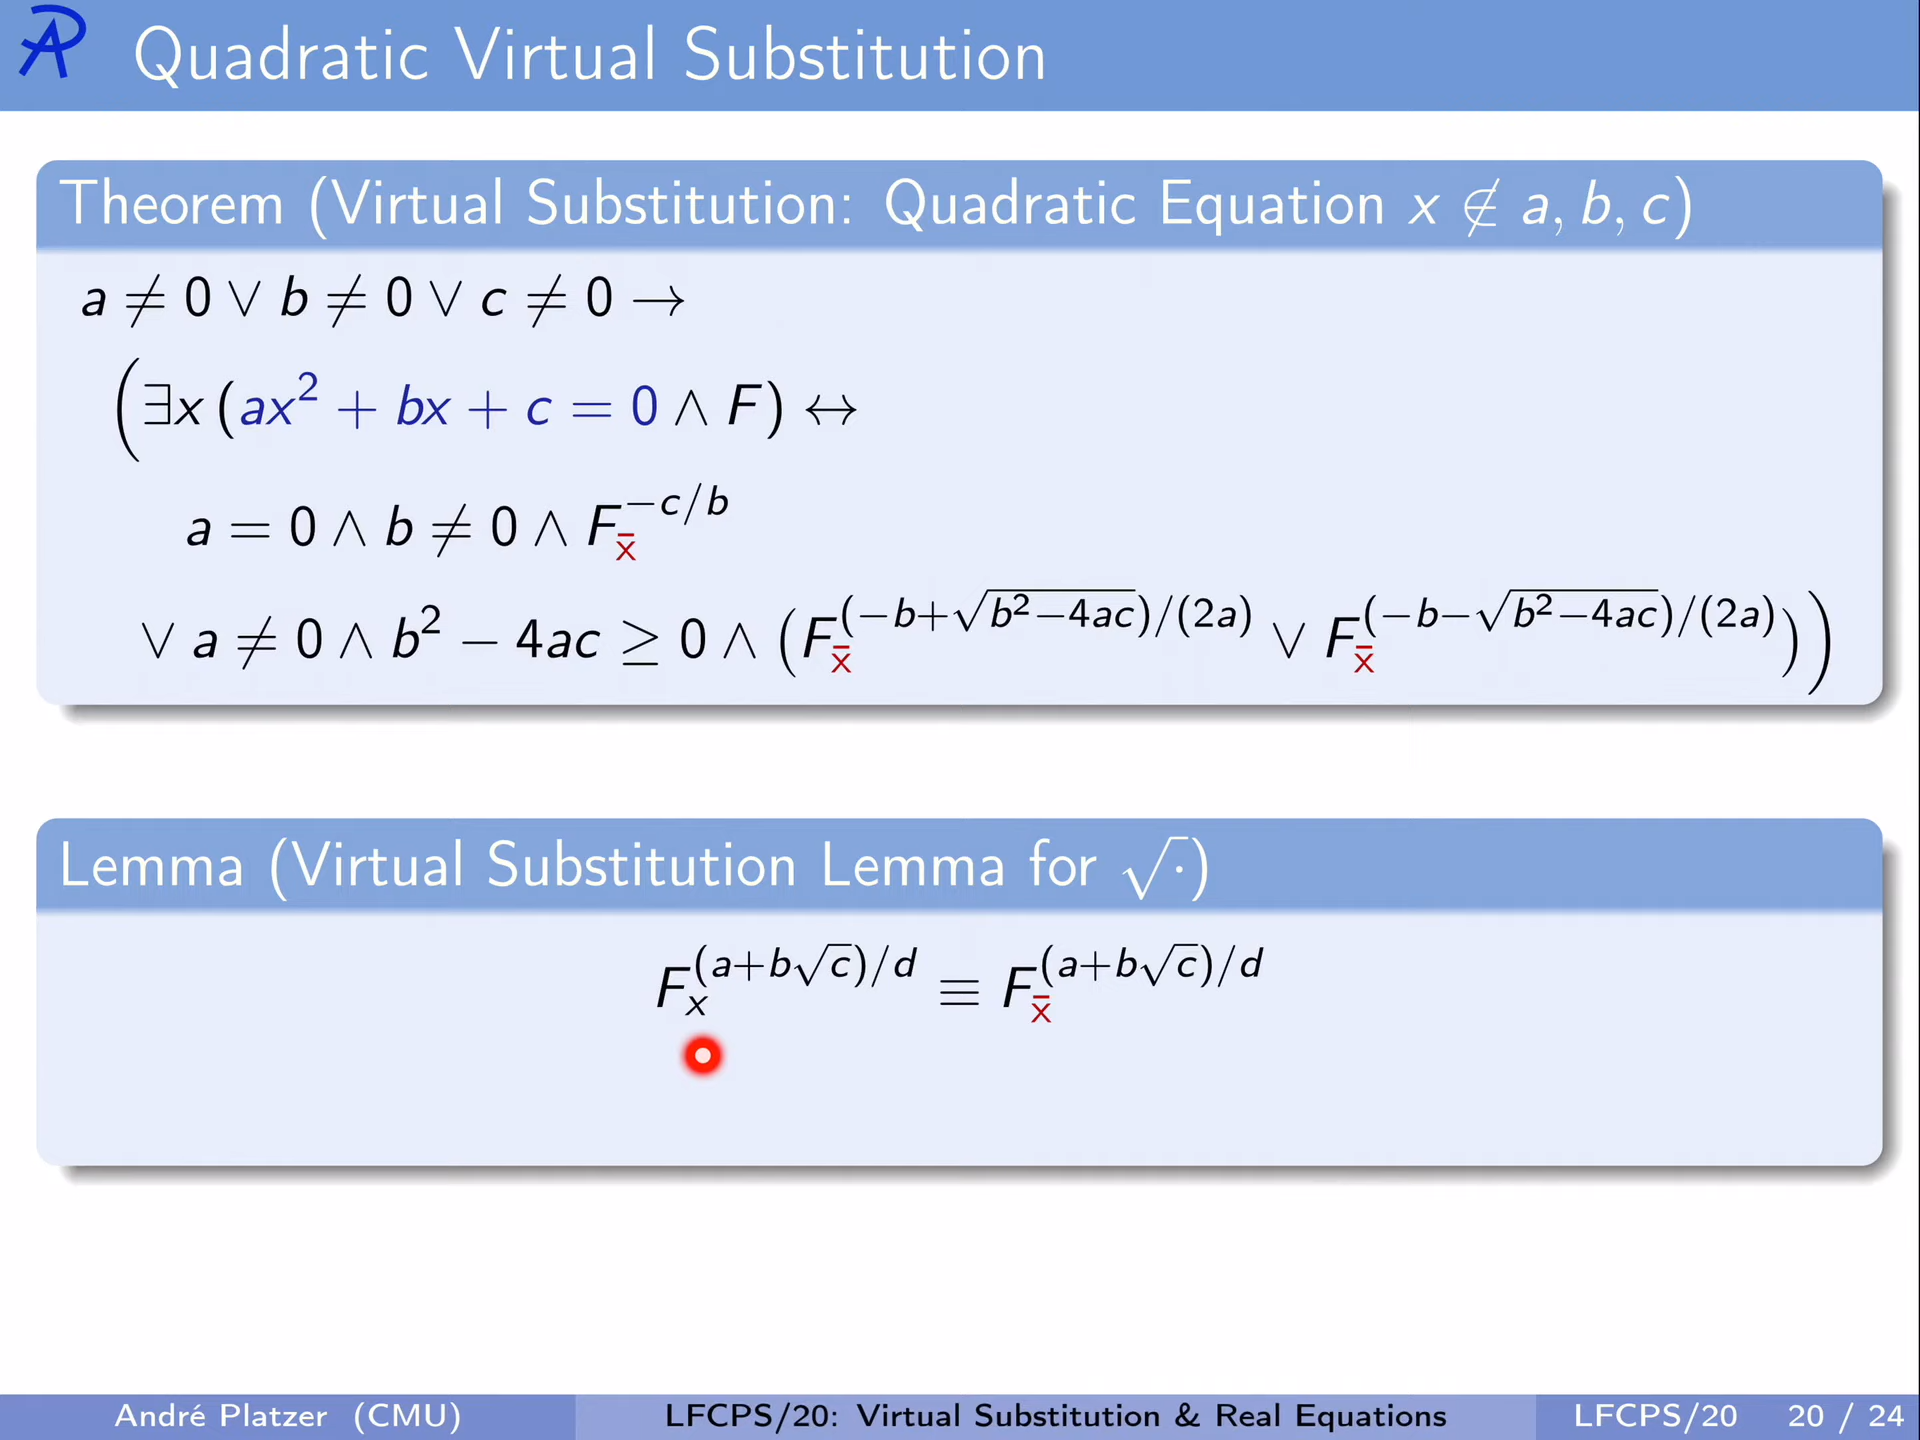 Quadratic Virtual Substitution
Theorem (Virtual Substitution: Quadratic Equation x ∉ a, b, c)
a ≠ 0 ∨ b ≠ 0 ∨ c ≠ 0 →
(∃x (ax² + bx + c = 0 ∧ F) ↔
a = 0 ∧ b ≠ 0 ∧ F_x̄^{−c/b}
∨ a ≠ 0 ∧ b² − 4ac ≥ 0 ∧ (F_x̄^{(−b+√(b²−4ac))/(2a)} ∨ F_x̄^{(−b−√(b²−4ac))/(2a)}))
Lemma (Virtual Substitution Lemma for √·)
F_x^{(a+b√c)/d} ≡ F_x̄^{(a+b√c)/d}
André Platzer (CMU) LFCPS/20: Virtual Substitution & Real Equations LFCPS/20 20 / 24